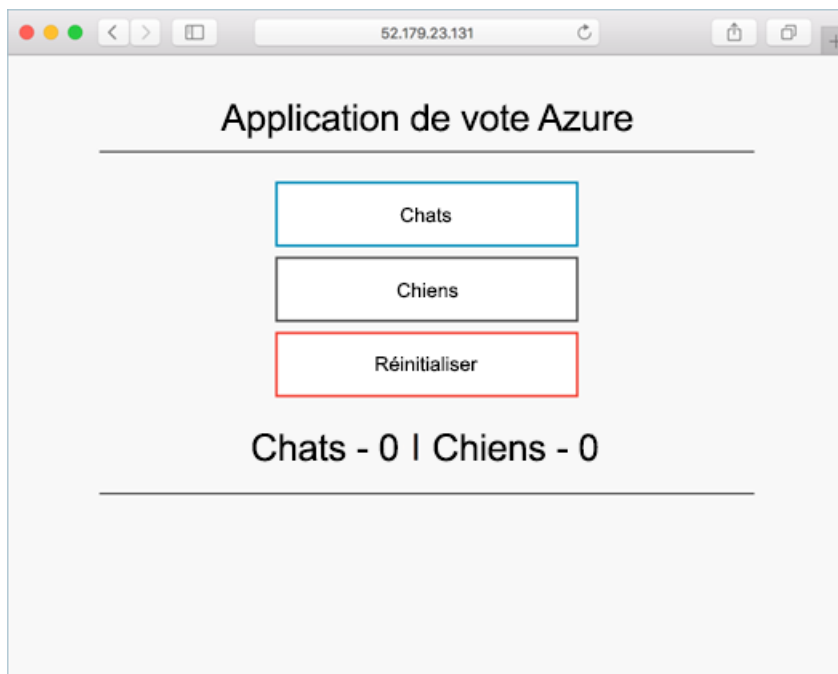 52.179.23.131
Application de vote Azure
Chats
Chiens
Réinitialiser
Chats - 0 | Chiens - 0